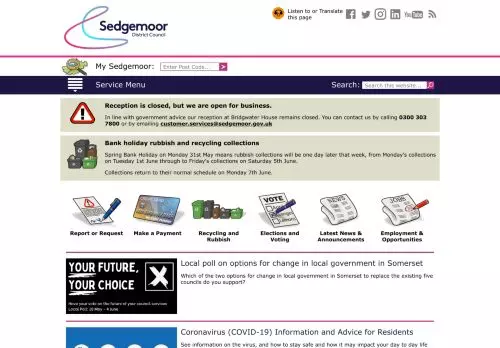 Sedgemoor
District Council
Listen to or Translate
this page
My Sedgemoor:
Enter Post Code...
Service Menu
Search:
Search this website...
Reception is closed, but we are open for business.
In line with government advice our reception at Bridgwater House remains closed. You can contact us by calling 0300 303
7800 or by emailing customer.services@sedgemoor.gov.uk
Bank holiday rubbish and recycling collections
Spring Bank Holiday on Monday 31st May means rubbish collections will be one day later that week, from Monday's collections
on Tuesday 1st June through to Friday's collections on Saturday 5th June.
Collections return to their normal schedule on Monday 7th June.
VOTE
NEWS
JOBS
Report or Request
Make a Payment
Recycling and
Rubbish
Elections and
Voting
Latest News &
Announcements
Employment &
Opportunities
YOUR FUTURE,
YOUR CHOICE
Have your vote on the future of your council services
Local Poll: 18 May - 4 June
Local poll on options for change in local government in Somerset
Which of the two options for change in local government in Somerset to replace the existing five
councils do you support?
Coronavirus (COVID-19) Information and Advice for Residents
See information on the virus, and how to stay safe and how it may impact your day to day life